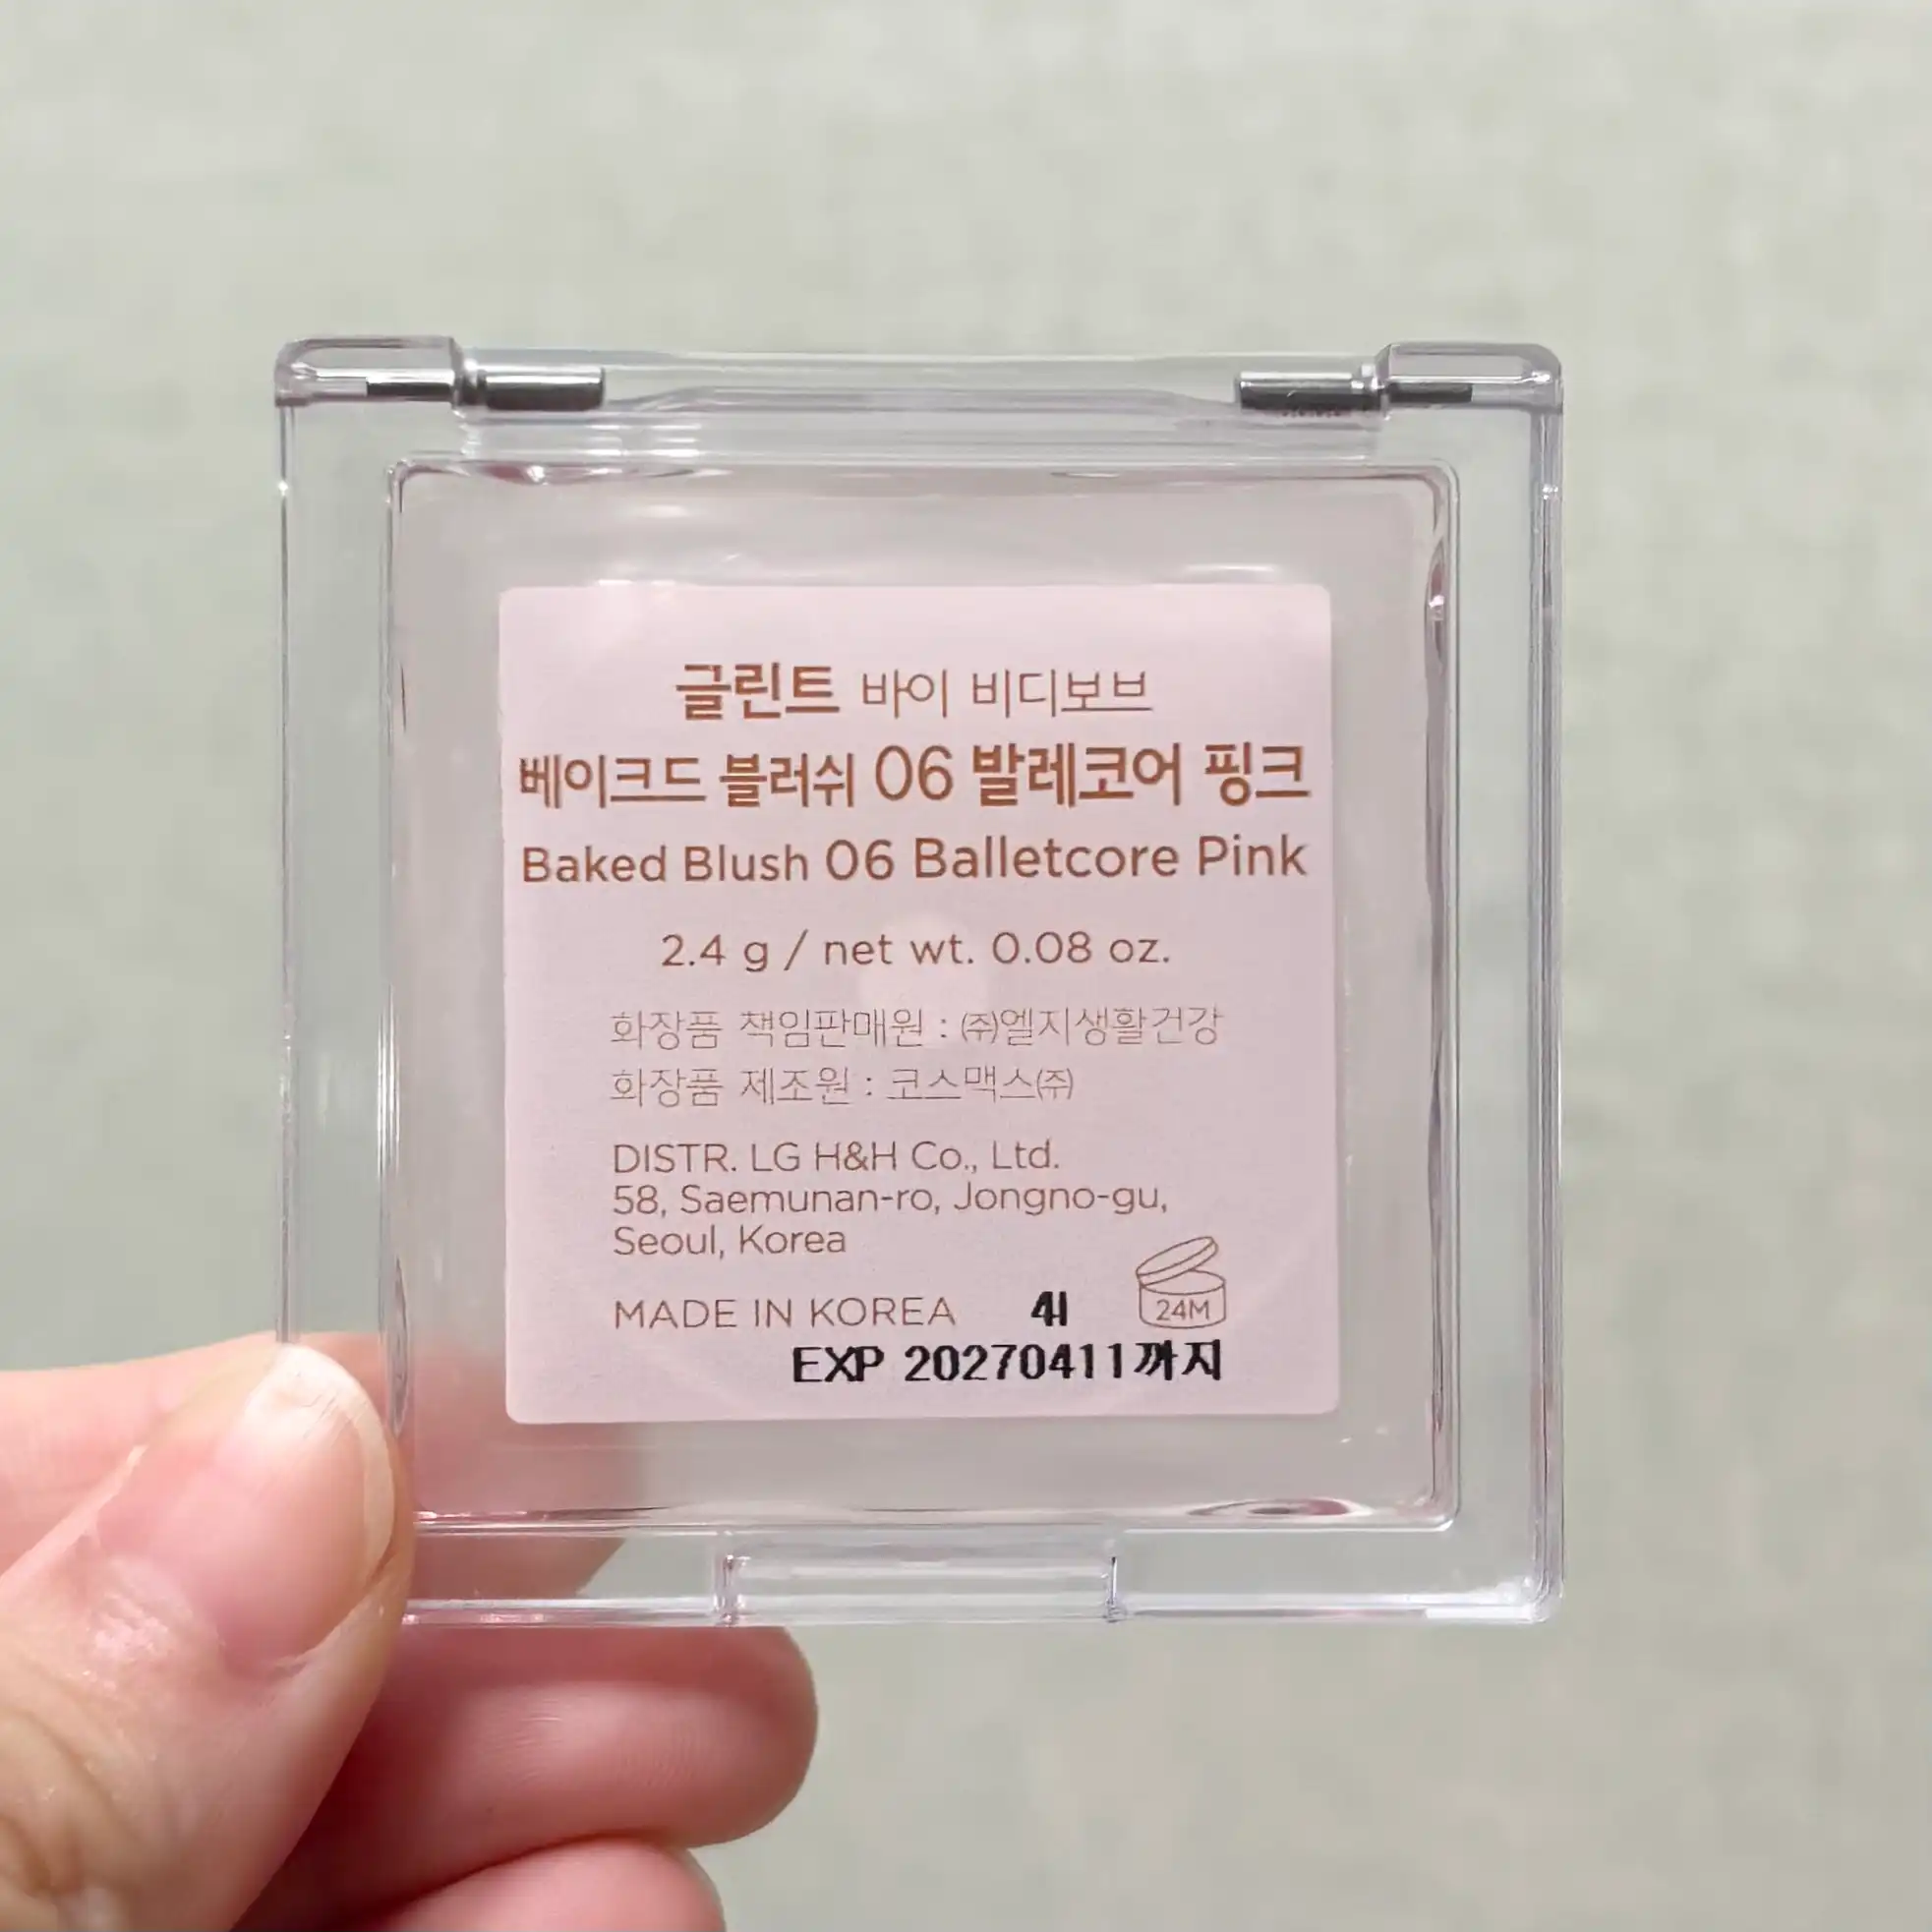 글린트 바이 비디보브
베이크드 블러쉬 06 발레코어 핑크
Baked Blush 06 Balletcore Pink
2.4 g / net wt. 0.08 oz.
화장품 책임판매원 : ㈜엘지생활건강
화장품 제조원 : 코스맥스㈜
DISTR. LG H&H Co., Ltd.
58, Saemunan-ro, Jongno-gu,
Seoul, Korea
MADE IN KOREA 4I 24M
EXP 20270411까지